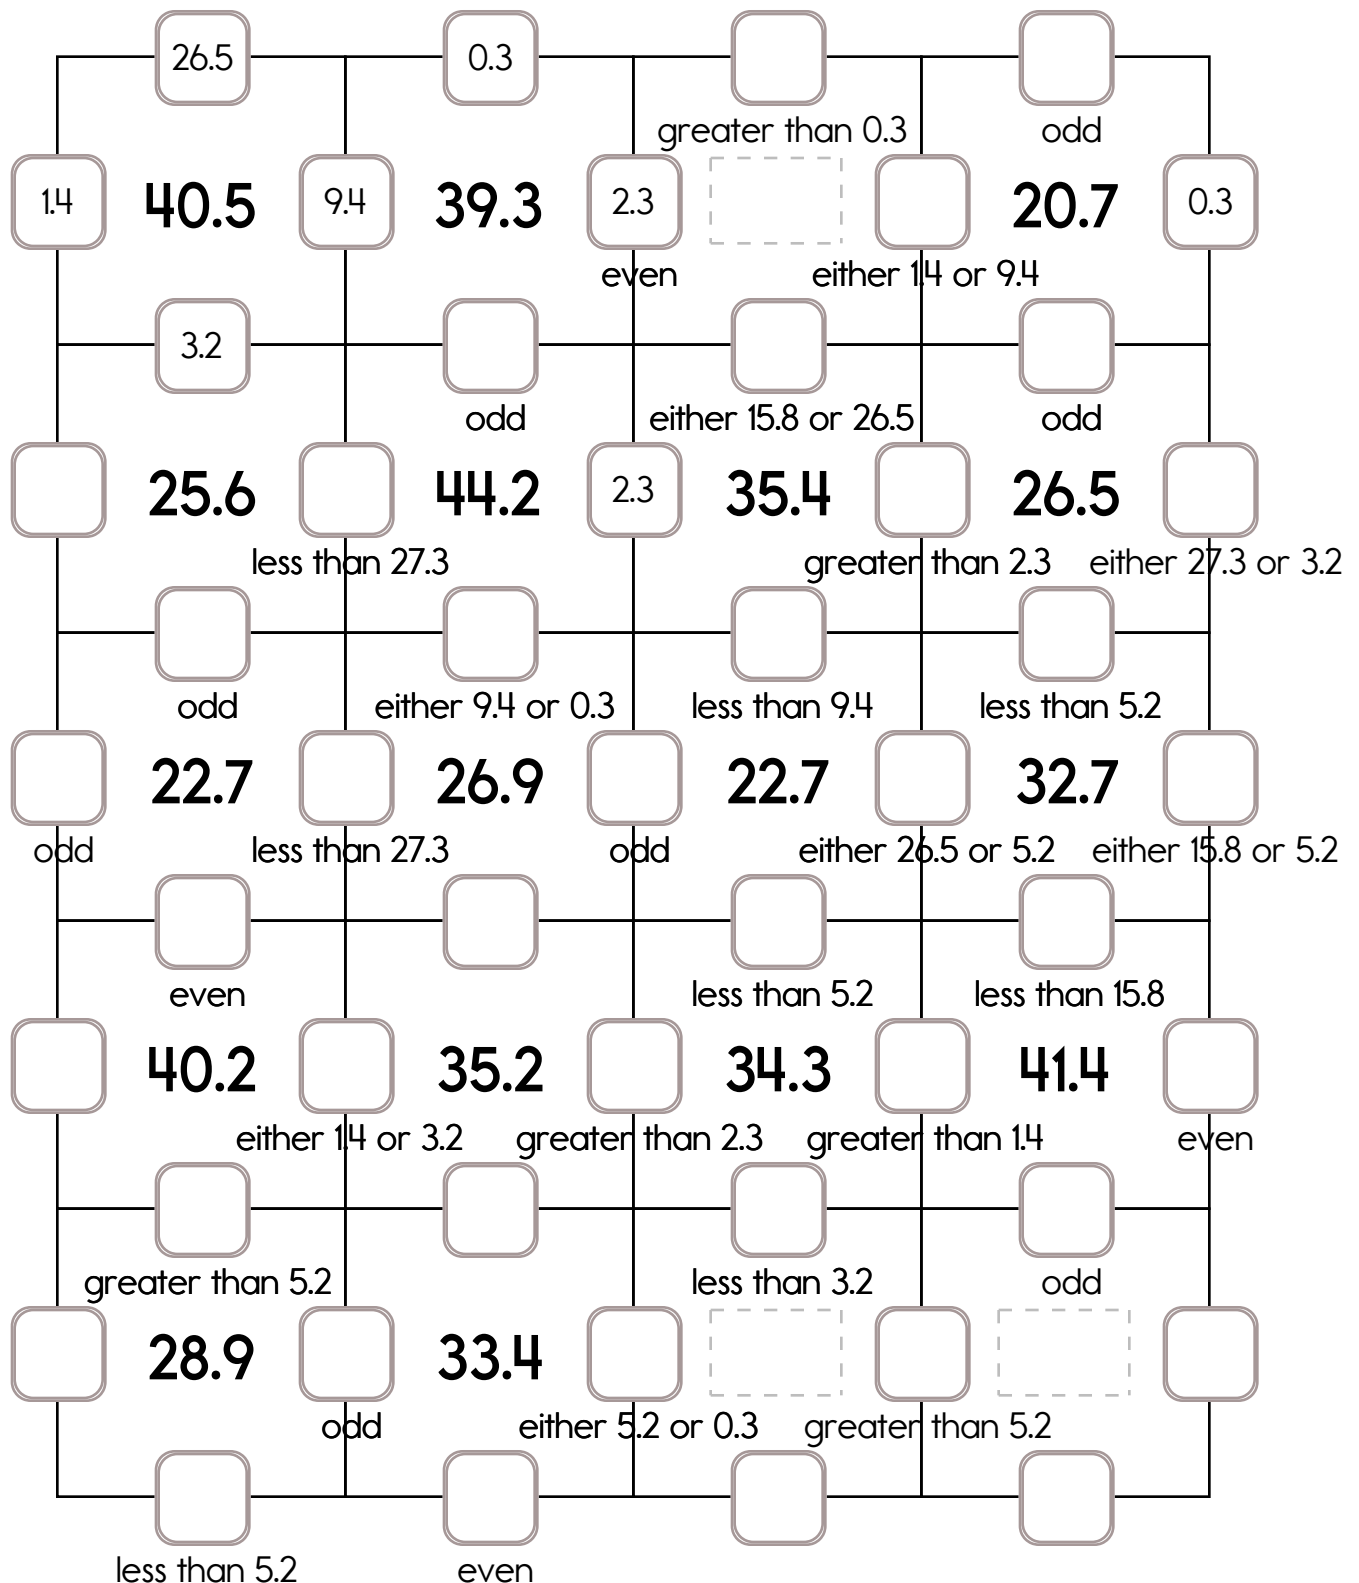 26.5 0.3
greater than 0.3 odd
1.4 40.5 9.4 39.3 2.3 20.7 0.3
even either 1.4 or 9.4
3.2
odd either 15.8 or 26.5 odd
25.6 44.2 2.3 35.4 26.5
less than 27.3 greater than 2.3 either 27.3 or 3.2
odd either 9.4 or 0.3 less than 9.4 less than 5.2
22.7 26.9 22.7 32.7
odd less than 27.3 odd either 26.5 or 5.2 either 15.8 or 5.2
even less than 5.2 less than 15.8
40.2 35.2 34.3 41.4
either 1.4 or 3.2 greater than 2.3 greater than 1.4 even
greater than 5.2 less than 3.2 odd
28.9 33.4
odd either 5.2 or 0.3 greater than 5.2
less than 5.2 even